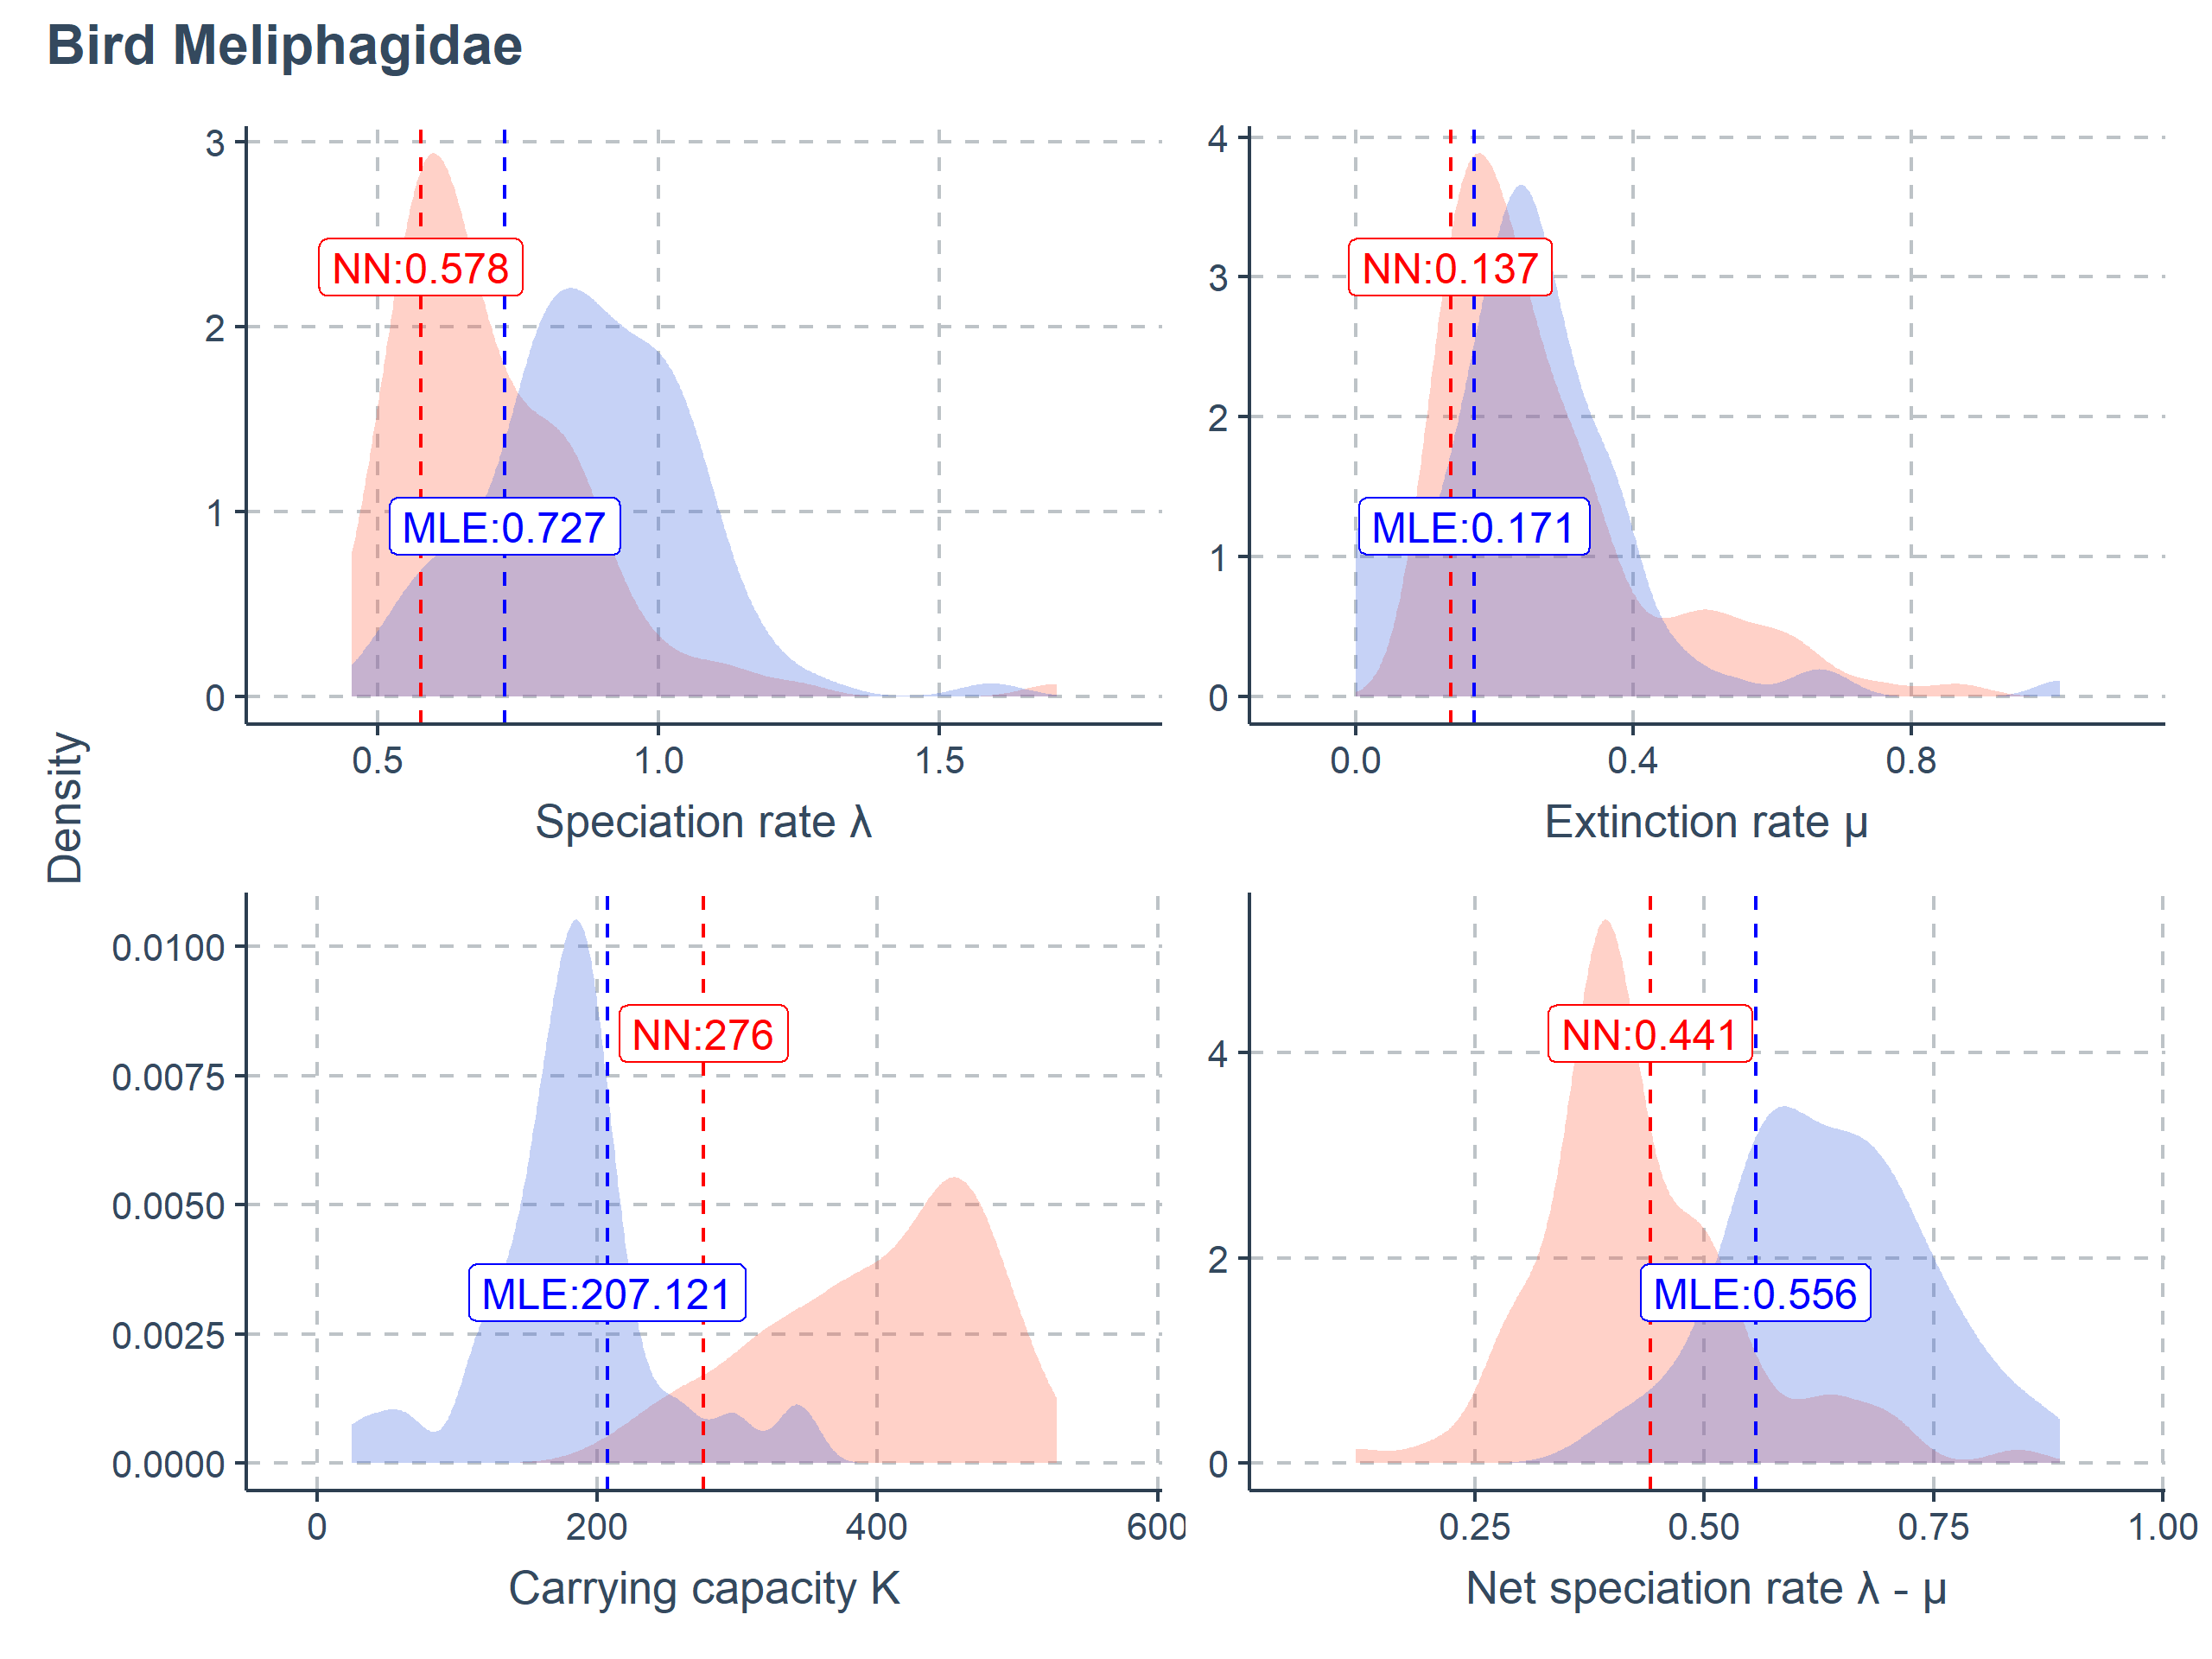 Bird Meliphagidae
Density
3
2
1
0
NN:0.578
MLE:0.727
0.5 1.0 1.5
Speciation rate λ
4
3
2
1
0
NN:0.137
MLE:0.171
0.0 0.4 0.8
Extinction rate μ
0.0100
0.0075
0.0050
0.0025
0.0000
NN:276
MLE:207.121
0 200 400 600
Carrying capacity K
4
2
0
NN:0.441
MLE:0.556
0.25 0.50 0.75 1.00
Net speciation rate λ - μ